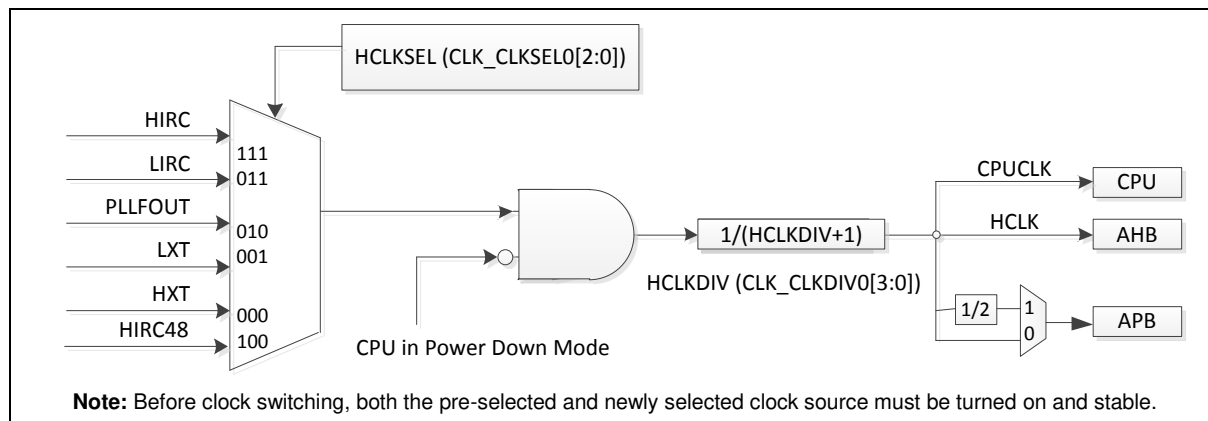 HCLKSEL (CLK_CLKSEL0[2:0])
HIRC
111
LIRC
011
PLLFOUT
010
LXT
001
HXT
000
HIRC48
100
CPU in Power Down Mode
1/(HCLKDIV+1)
HCLKDIV (CLK_CLKDIV0[3:0])
CPUCLK
CPU
HCLK
AHB
1/2
1
0
APB
Note: Before clock switching, both the pre-selected and newly selected clock source must be turned on and stable.